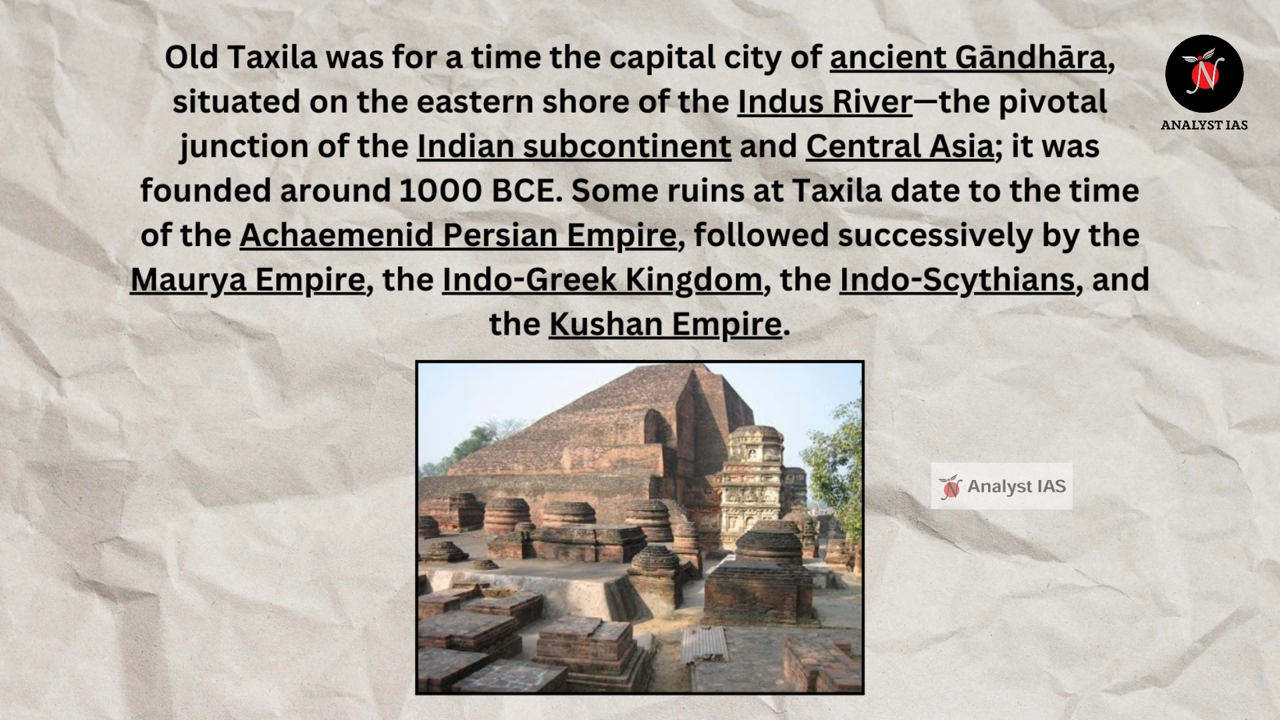 Old Taxila was for a time the capital city of ancient Gāndhāra,
situated on the eastern shore of the Indus River—the pivotal
junction of the Indian subcontinent and Central Asia; it was
founded around 1000 BCE. Some ruins at Taxila date to the time
of the Achaemenid Persian Empire, followed successively by the
Maurya Empire, the Indo-Greek Kingdom, the Indo-Scythians, and
the Kushan Empire.
N
ANALYST IAS
Analyst IAS